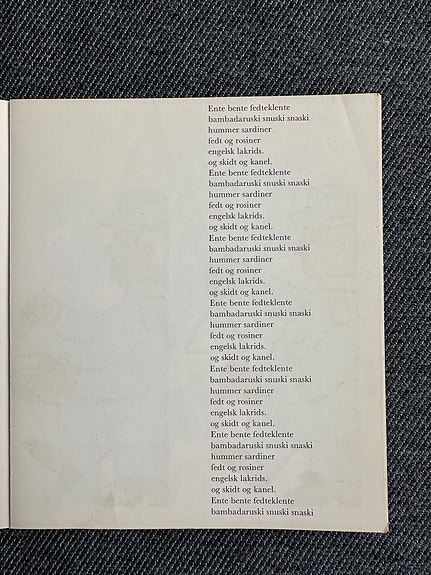 Ente bente fedteklente
bambadaruski snuski snaski
hummer sardiner
fedt og rosiner
engelsk lakrids.
og skidt og kanel.
Ente bente fedteklente
bambadaruski snuski snaski
hummer sardiner
fedt og rosiner
engelsk lakrids.
og skidt og kanel.
Ente bente fedteklente
bambadaruski snuski snaski
hummer sardiner
fedt og rosiner
engelsk lakrids.
og skidt og kanel.
Ente bente fedteklente
bambadaruski snuski snaski
hummer sardiner
fedt og rosiner
engelsk lakrids.
og skidt og kanel.
Ente bente fedteklente
bambadaruski snuski snaski
hummer sardiner
fedt og rosiner
engelsk lakrids.
og skidt og kanel.
Ente bente fedteklente
bambadaruski snuski snaski
hummer sardiner
fedt og rosiner
engelsk lakrids.
og skidt og kanel.
Ente bente fedteklente
bambadaruski snuski snaski